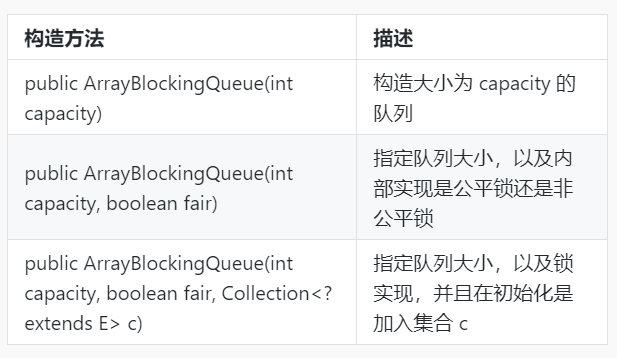 构造方法 描述
public ArrayBlockingQueue(int 构造大小为 capacity 的
capacity) 队列
指定队列大小，以及内
public ArrayBlockingQueue(int 部实现是公平锁还是非
capacity, boolean fair) 公平锁
public ArrayBlockingQueue(int 指定队列大小，以及锁
capacity, boolean fair, Collection<? 实现，并且在初始化是
extends E> c) 加入集合 c